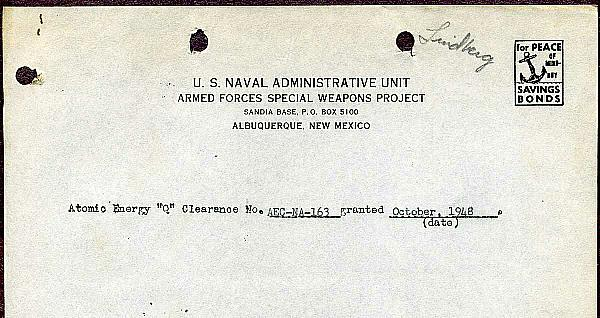 Lindberg
for PEACE
OF
MIND
BUY
SAVINGS
BONDS
U. S. NAVAL ADMINISTRATIVE UNIT
ARMED FORCES SPECIAL WEAPONS PROJECT
SANDIA BASE, P.O. BOX 5100
ALBUQUERQUE, NEW MEXICO
Atomic Energy "Q" Clearance No. AEC-NA-163 granted October, 1948 .
(date)